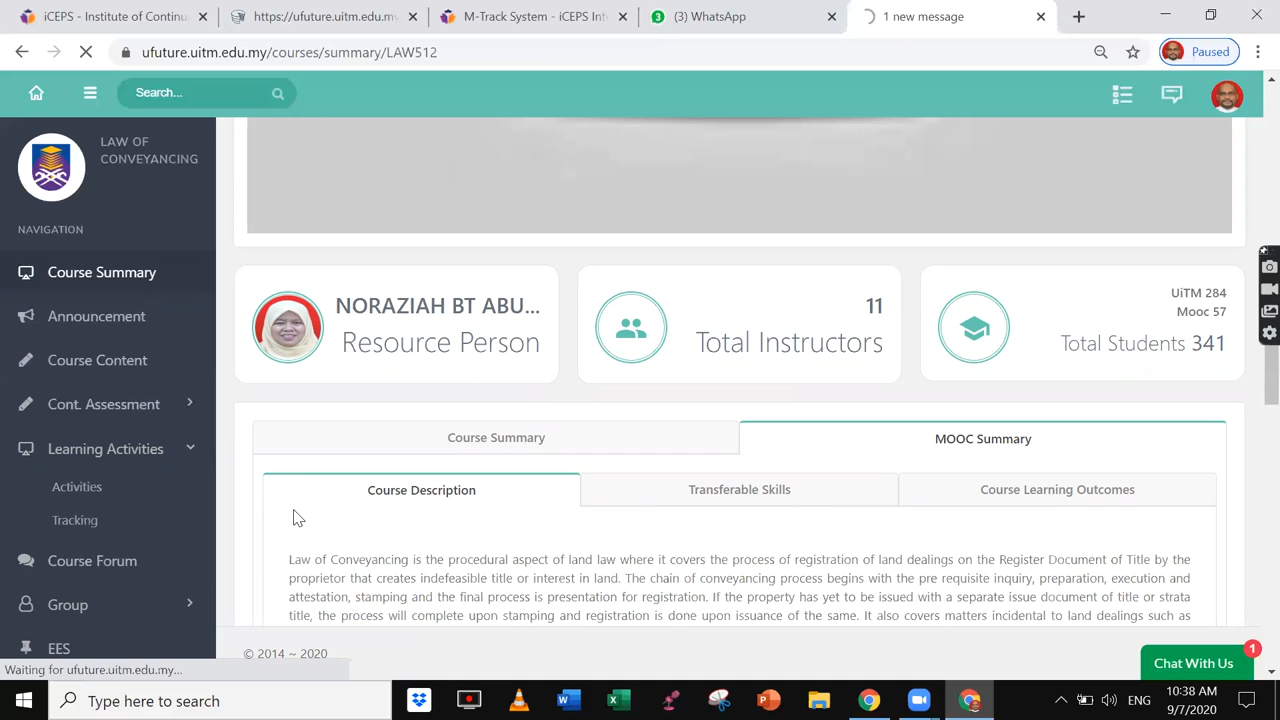 iCEPS - Institute of Continu
https://ufuture.uitm.edu.my
M-Track System - iCEPS Int
3
(3) WhatsApp
1 new message
ufuture.uitm.edu.my/courses/summary/LAW512
Paused
Search...
LAW OF
CONVEYANCING
NAVIGATION
Course Summary
Announcement
Course Content
Cont. Assessment
Learning Activities
Activities
Tracking
Course Forum
Group
EES
NORAZIAH BT ABU...
Resource Person
11
Total Instructors
UiTM 284
Mooc 57
Total Students 341
Course Summary
MOOC Summary
Course Description
Transferable Skills
Course Learning Outcomes
Law of Conveyancing is the procedural aspect of land law where it covers the process of registration of land dealings on the Register Document of Title by the
proprietor that creates indefeasible title or interest in land. The chain of conveyancing process begins with the pre requisite inquiry, preparation, execution and
attestation, stamping and the final process is presentation for registration. If the property has yet to be issued with a separate issue document of title or strata
title, the process will complete upon stamping and registration is done upon issuance of the same. It also covers matters incidental to land dealings such as
© 2014 ~ 2020
Waiting for ufuture.uitm.edu.my...
Chat With Us
1
Type here to search
ENG
10:38 AM
9/7/2020